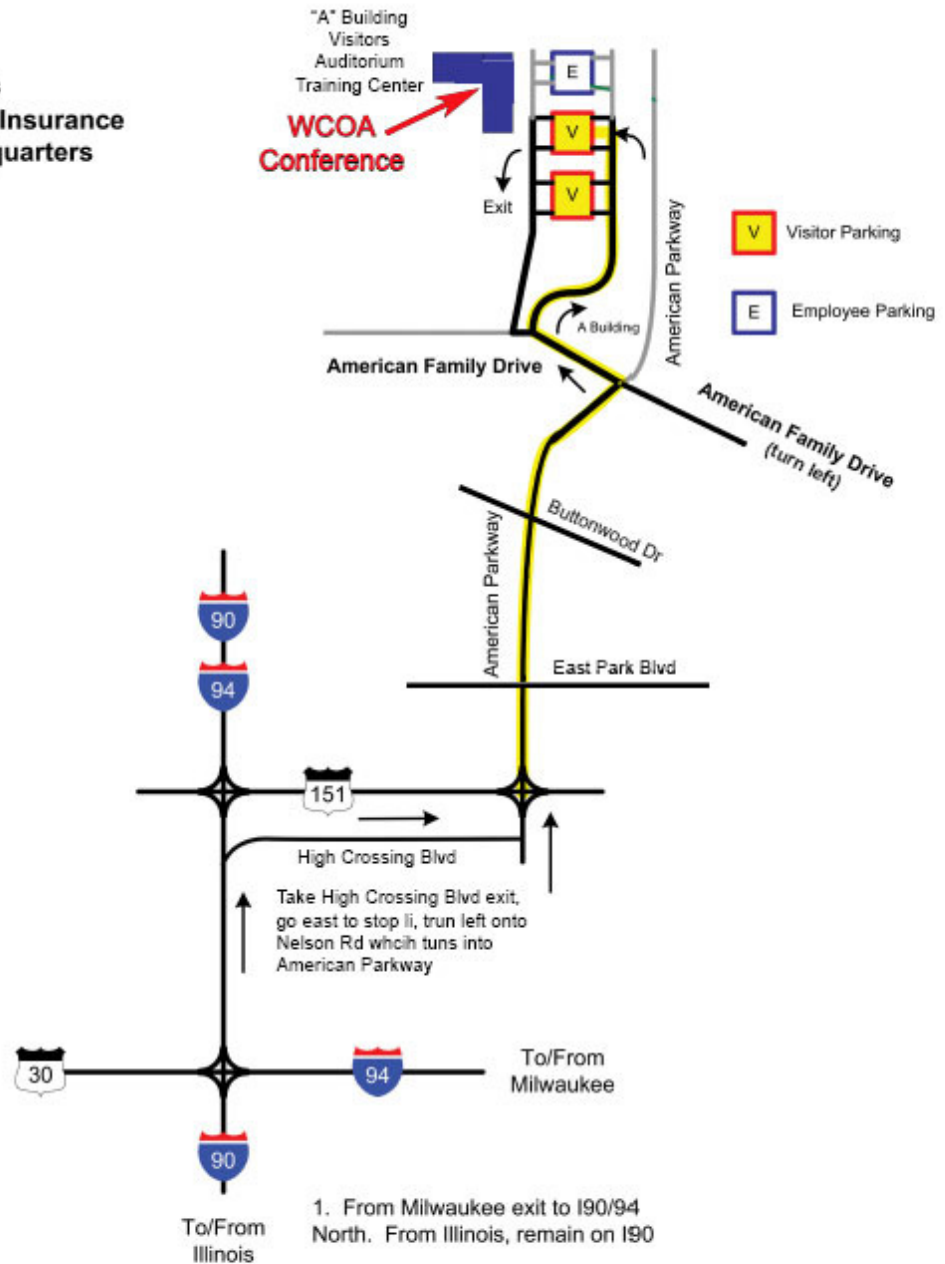 Insurance
quarters
"A" Building
Visitors
Auditorium
Training Center
WCOA
Conference
E
V
V
Exit
American Parkway
V Visitor Parking
E Employee Parking
A Building
American Family Drive
American Family Drive
(turn left)
Buttonwood Dr
American Parkway
East Park Blvd
90
94
151
High Crossing Blvd
Take High Crossing Blvd exit,
go east to stop li, trun left onto
Nelson Rd whcih tuns into
American Parkway
30
94
To/From
Milwaukee
90
To/From
Illinois
1. From Milwaukee exit to I90/94
North. From Illinois, remain on I90